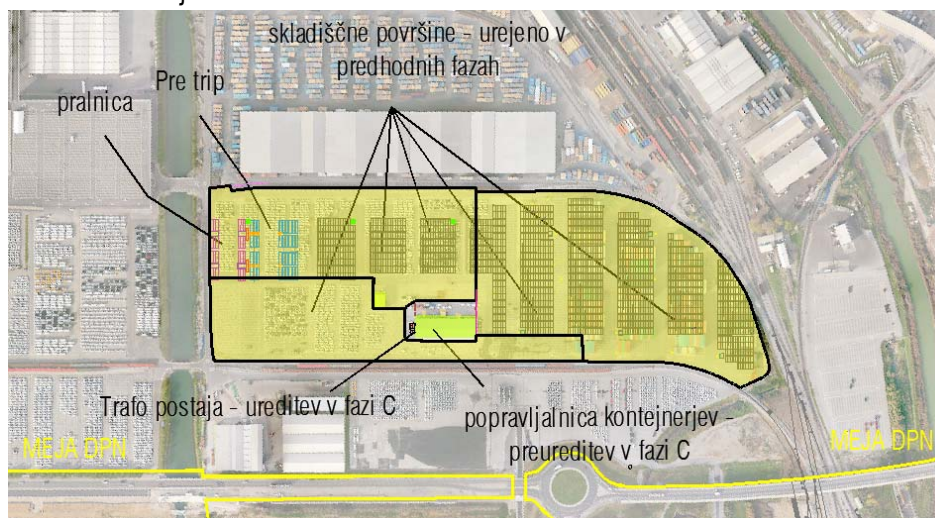 skladiščne površine - urejeno v
predhodnih fazah
Pre trip
pralnica
Trafo postaja - ureditev v fazi C
popravljalnica kontejnerjev -
preureditev v fazi C
MEJA DPN
MEJA DPN